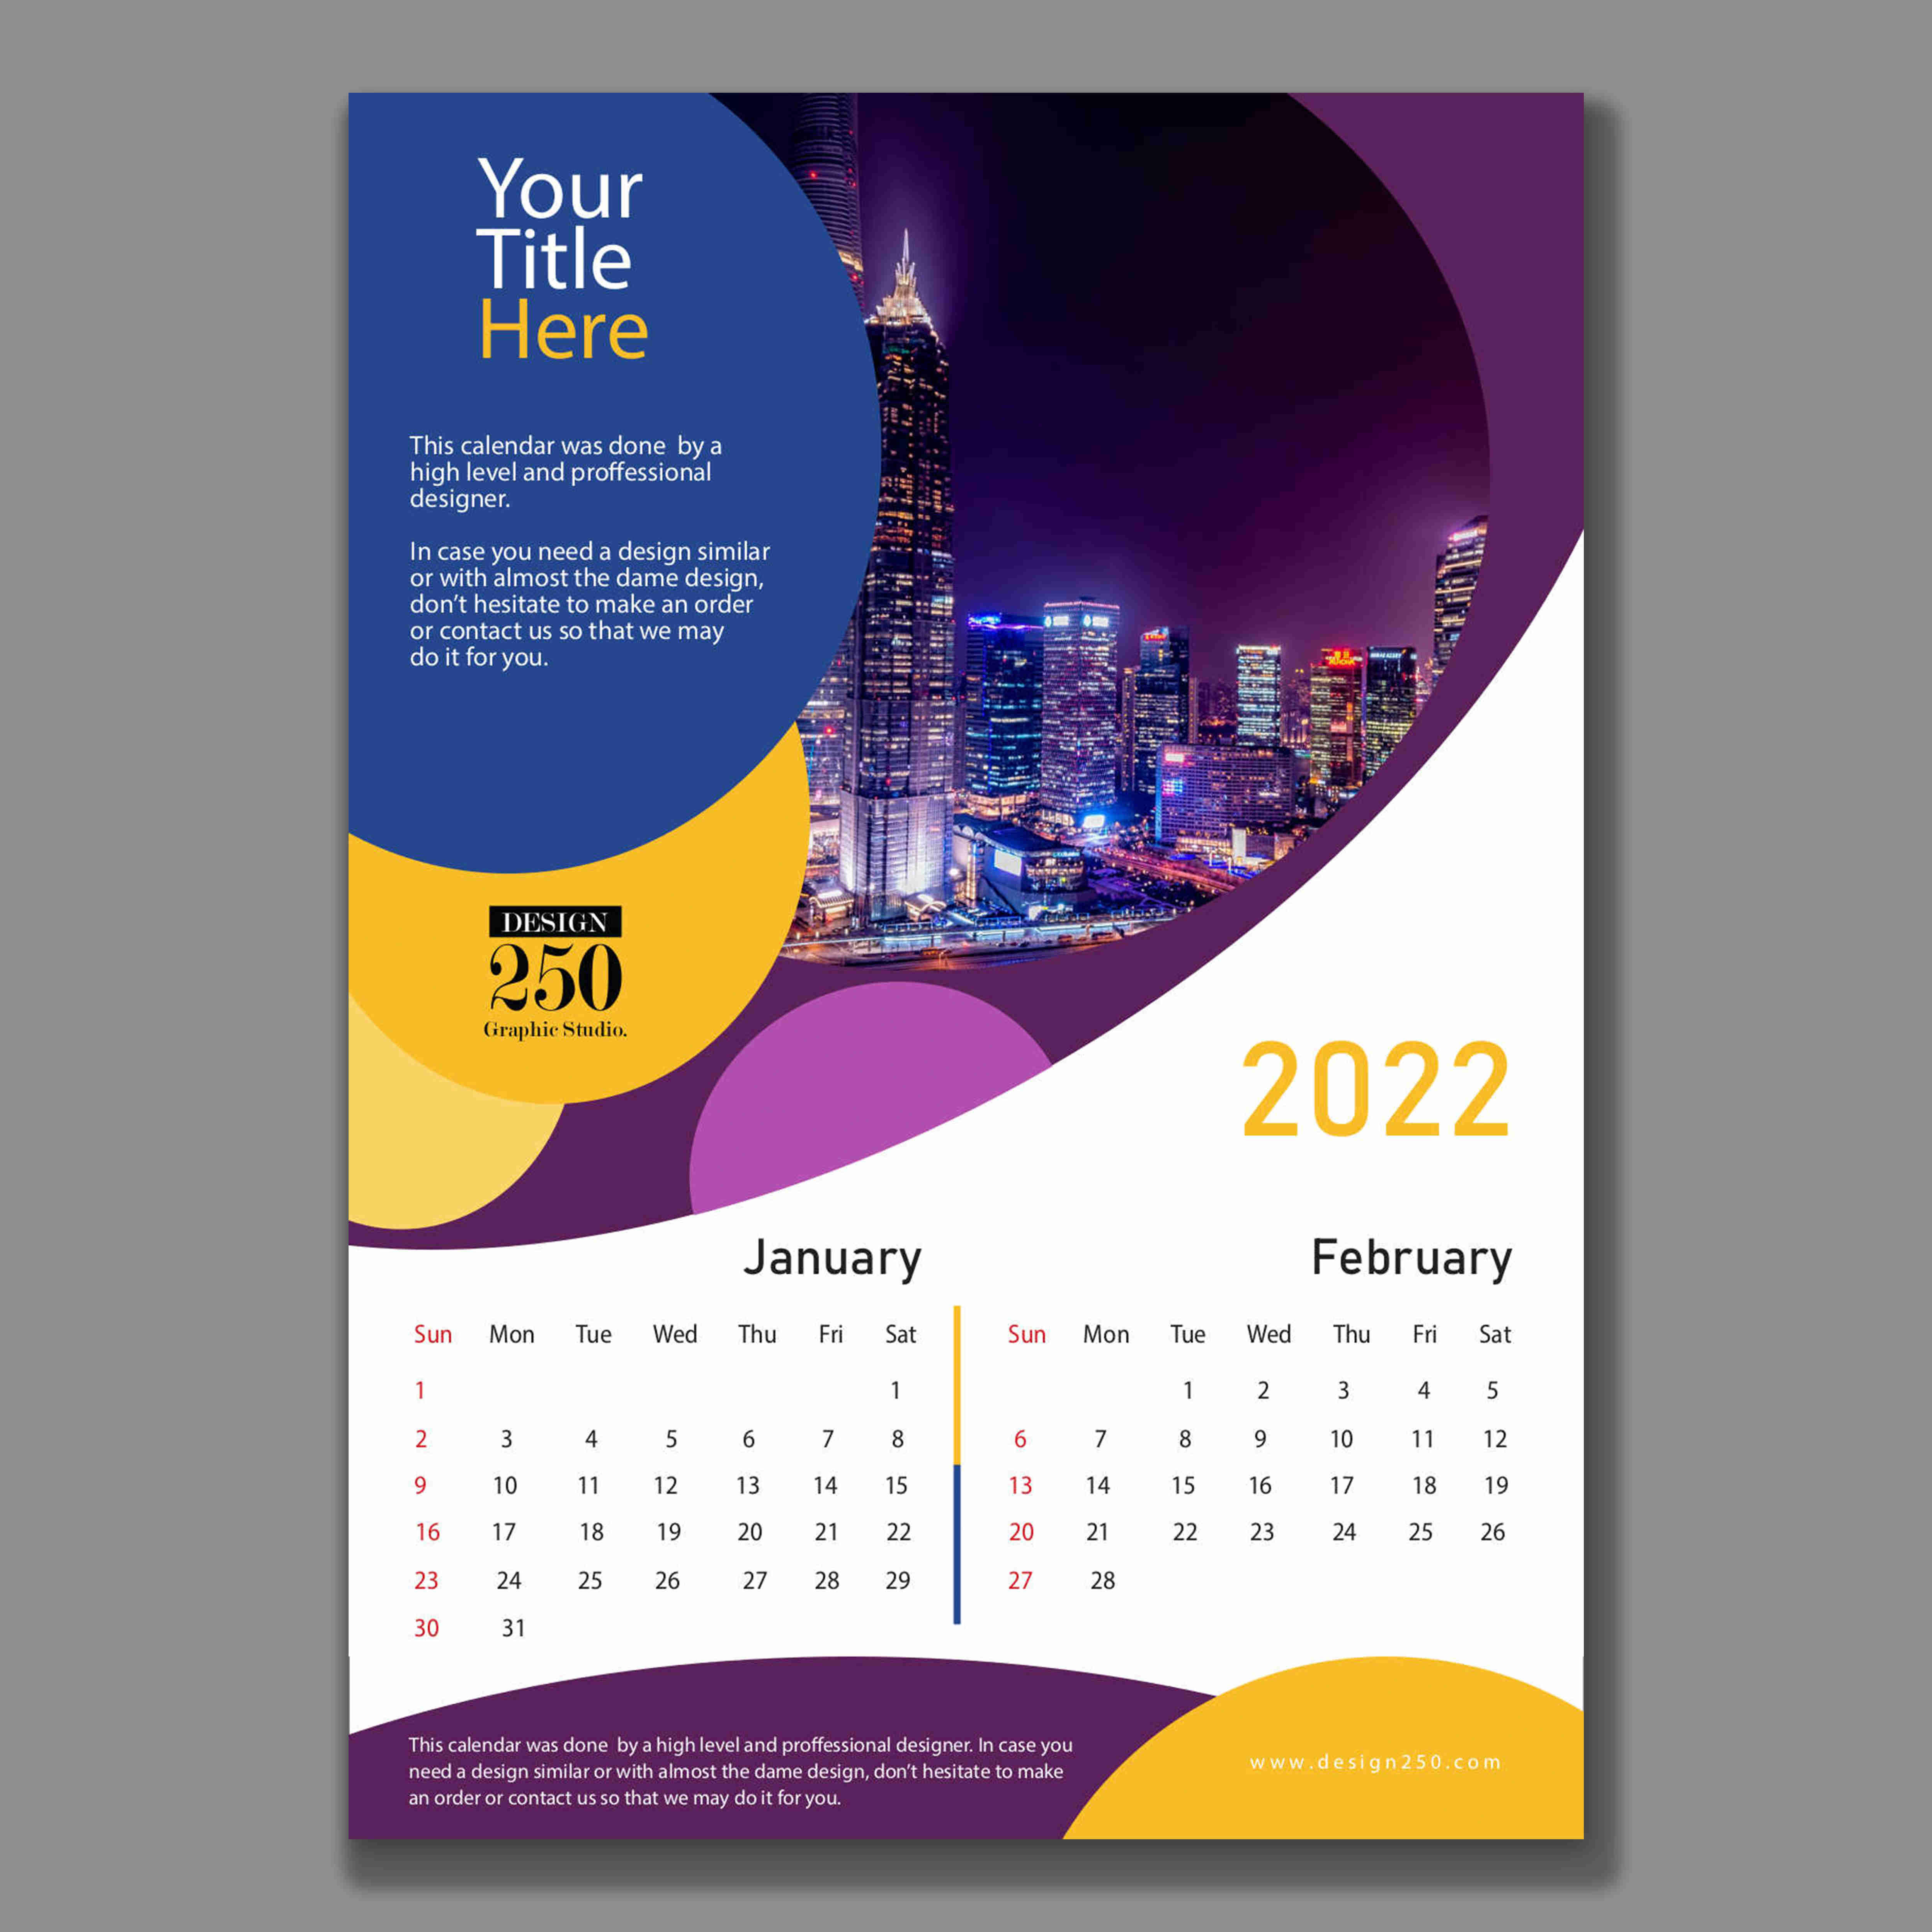 Your
Title
Here
This calendar was done  by a
high level and proffessional
designer.
In case you need a design similar
or with almost the dame design,
don't hesitate to make an order
or contact us so that we may
do it for you.
DESIGN
250
Graphic Studio.
2022
January
Sun Mon Tue Wed Thu Fri Sat
1 1
2 3 4 5 6 7 8
9 10 11 12 13 14 15
16 17 18 19 20 21 22
23 24 25 26 27 28 29
30 31
February
Sun Mon Tue Wed Thu Fri Sat
1 2 3 4 5
6 7 8 9 10 11 12
13 14 15 16 17 18 19
20 21 22 23 24 25 26
27 28
This calendar was done  by a high level and proffessional designer. In case you
need a design similar or with almost the dame design, don't hesitate to make
an order or contact us so that we may do it for you.
www.design250.com